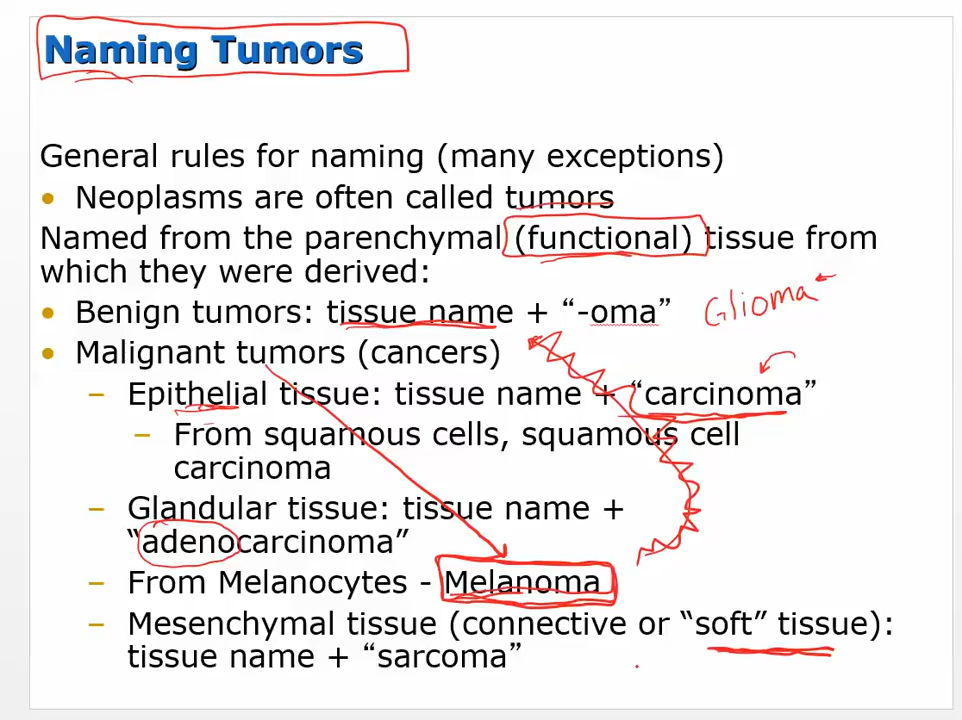 Naming Tumors
General rules for naming (many exceptions)
• Neoplasms are often called tumors
Named from the parenchymal (functional) tissue from
which they were derived:
• Benign tumors: tissue name + “-oma” Glioma
• Malignant tumors (cancers)
– Epithelial tissue: tissue name + “carcinoma”
– From squamous cells, squamous cell
carcinoma
– Glandular tissue: tissue name +
“adenocarcinoma”
– From Melanocytes - Melanoma
– Mesenchymal tissue (connective or “soft” tissue):
tissue name + “sarcoma”